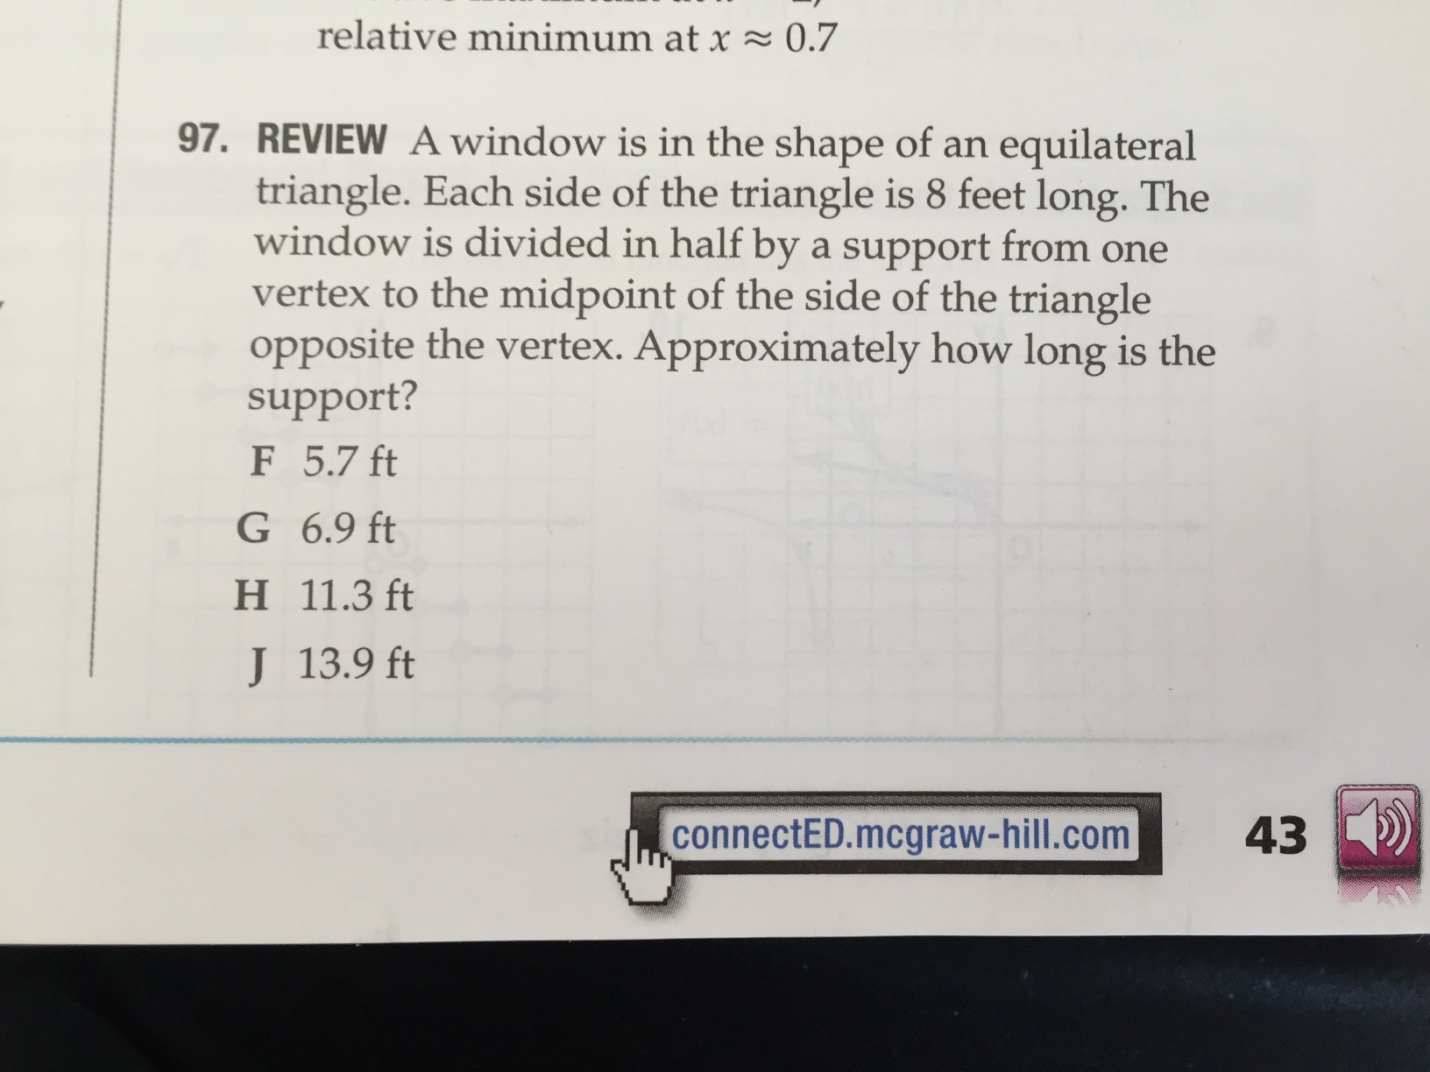 relative minimum at x ≈ 0.7
97. REVIEW A window is in the shape of an equilateral
triangle. Each side of the triangle is 8 feet long. The
window is divided in half by a support from one
vertex to the midpoint of the side of the triangle
opposite the vertex. Approximately how long is the
support?
F 5.7 ft
G 6.9 ft
H 11.3 ft
J 13.9 ft
connectED.mcgraw-hill.com
43